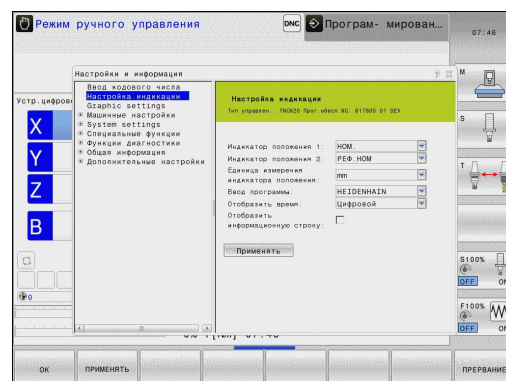 Режим ручного управления
DNC
Програм- мирован...
07:46
Настройки и информация
Устр.цифров
X
Y
Z
B
0
Ввод кодового числа
Настройка индикации
Graphic settings
Машинные настройки
System settings
Специальные функции
Функции диагностики
Общая информация
Дополнительные настройки
Настройка индикации
Тип управлен.: TNC620 Прог.обесп.NC: 817605 01 DEV
Индикатор положения 1: НОМ.
Индикатор положения 2: РЕФ.НОМ
Единица измерения
индикатора положения: mm
Ввод программы: HEIDENHAIN
Отобразить время: Цифровой
Отобразить
информационную строку:
Применять
M
S
T
S100%
OFF ON
F100%
OFF ON
OK
ПРИМЕНЯТЬ
ПРЕРВАНИЕ